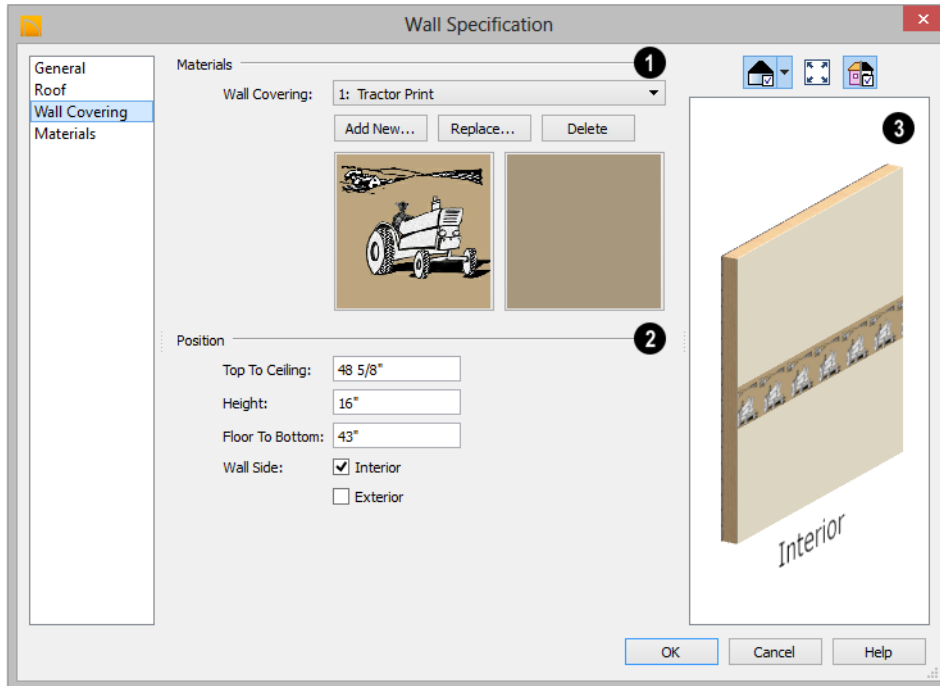 Wall Specification
General
Roof
Wall Covering
Materials
Materials
1
Wall Covering:
1: Tractor Print
Add New...
Replace...
Delete
Position
2
Top To Ceiling:
48 5/8"
Height:
16"
Floor To Bottom:
43"
Wall Side:
Interior
Exterior
3
Interior
OK
Cancel
Help